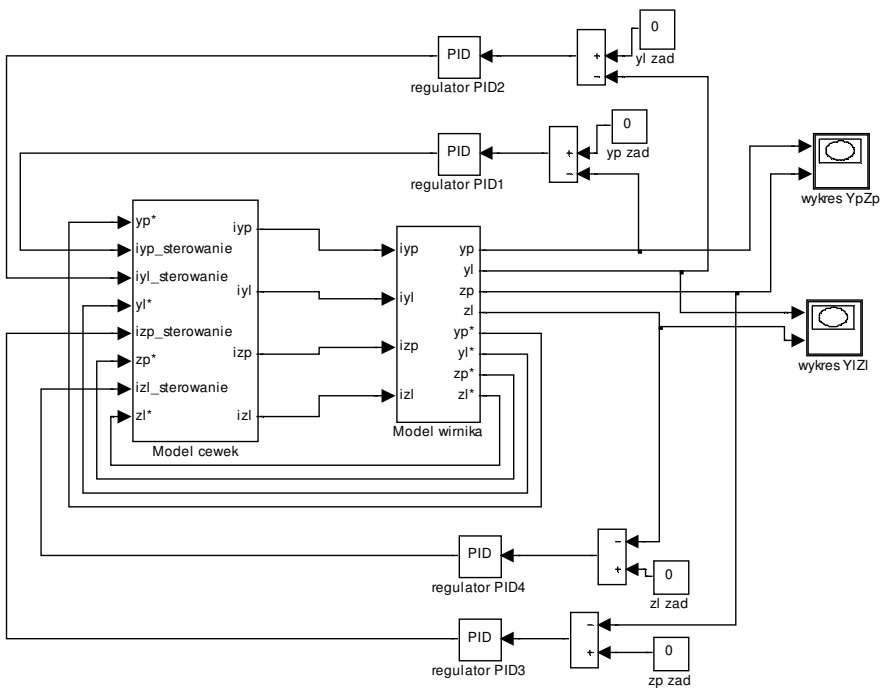 0
yl zad
+
−
PID
regulator PID2
0
yp zad
+
−
PID
regulator PID1
wykres YpZp
yp*
iyp_sterowanie
iyl_sterowanie
yl*
izp_sterowanie
zp*
izl_sterowanie
zl*
iyp
iyl
izp
izl
Model cewek
iyp
iyl
izp
izl
yp
yl
zp
zl
yp*
yl*
zp*
zl*
Model wirnika
wykres YlZl
−
+
PID
regulator PID4
0
zl zad
−
+
PID
regulator PID3
0
zp zad